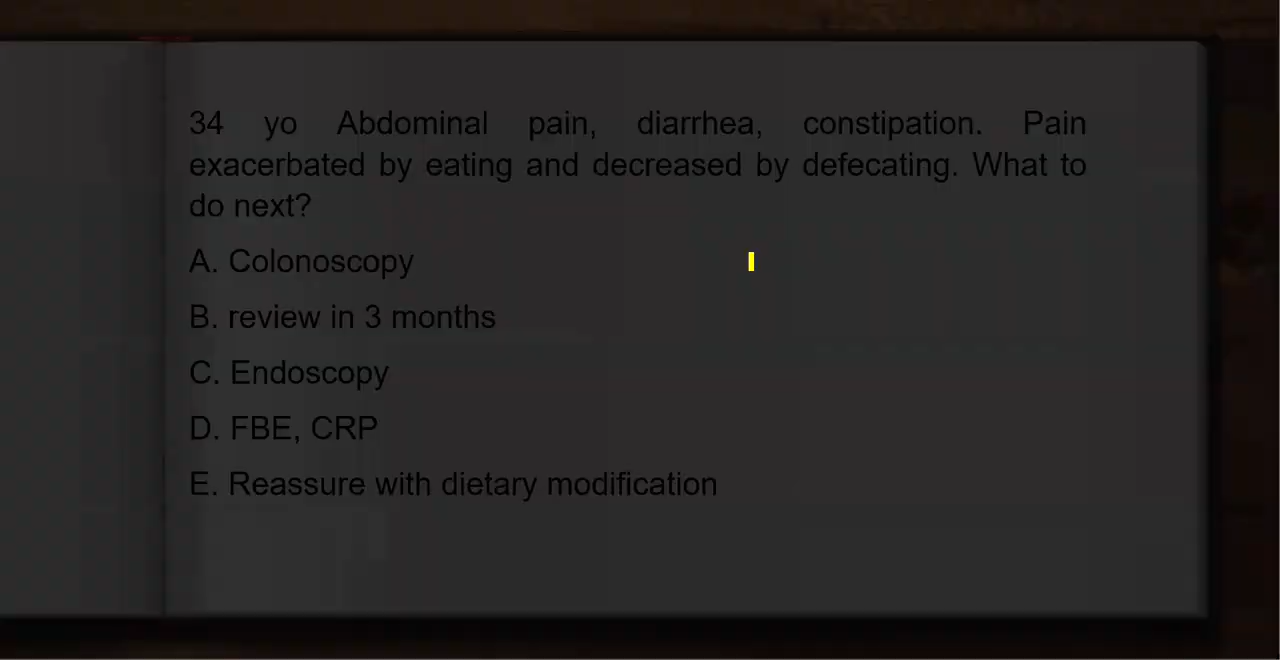 34 yo Abdominal pain, diarrhea, constipation. Pain
exacerbated by eating and decreased by defecating. What to
do next?
A. Colonoscopy
B. review in 3 months
C. Endoscopy
D. FBE, CRP
E. Reassure with dietary modification